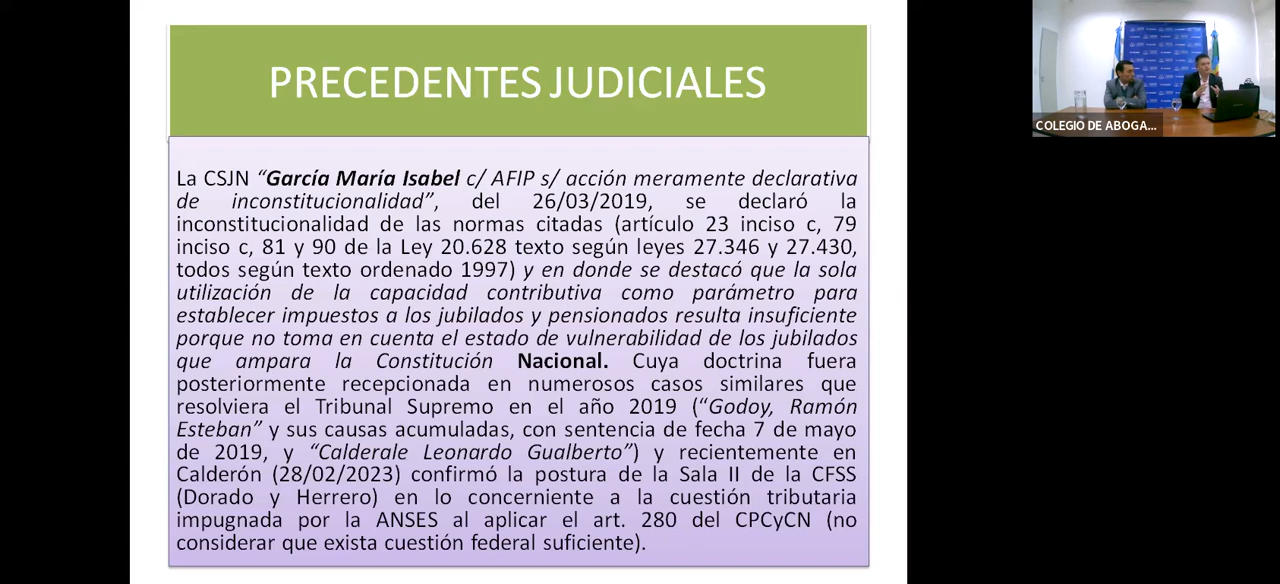 PRECEDENTES JUDICIALES
La CSJN “García María Isabel c/ AFIP s/ acción meramente declarativa
de inconstitucionalidad”, del 26/03/2019, se declaró la
inconstitucionalidad de las normas citadas (artículo 23 inciso c, 79
inciso c, 81 y 90 de la Ley 20.628 texto según leyes 27.346 y 27.430,
todos según texto ordenado 1997) y en donde se destacó que la sola
utilización de la capacidad contributiva como parámetro para
establecer impuestos a los jubilados y pensionados resulta insuficiente
porque no toma en cuenta el estado de vulnerabilidad de los jubilados
que ampara la Constitución Nacional. Cuya doctrina fuera
posteriormente recepcionada en numerosos casos similares que
resolviera el Tribunal Supremo en el año 2019 (“Godoy, Ramón
Esteban” y sus causas acumuladas, con sentencia de fecha 7 de mayo
de 2019, y “Calderale Leonardo Gualberto”) y recientemente en
Calderón (28/02/2023) confirmó la postura de la Sala II de la CFSS
(Dorado y Herrero) en lo concerniente a la cuestión tributaria
impugnada por la ANSES al aplicar el art. 280 del CPCyCN (no
considerar que exista cuestión federal suficiente).
COLEGIO DE ABOGA...